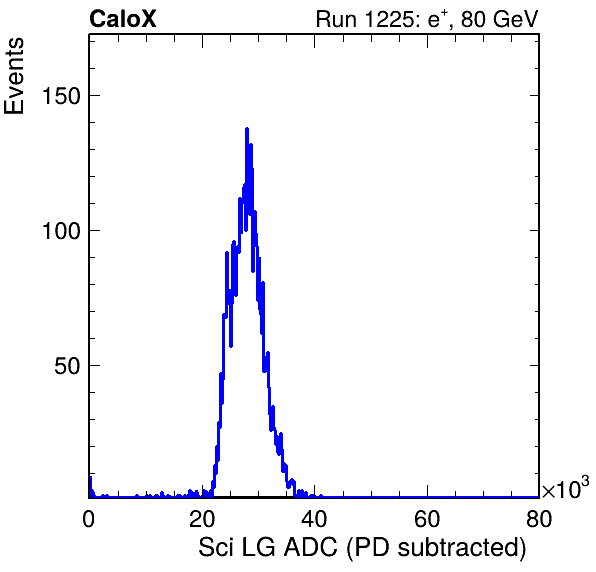 CaloX Run 1225: e⁺, 80 GeV
Events
150
100
50
0 20 40 60 80
×10³
Sci LG ADC (PD subtracted)